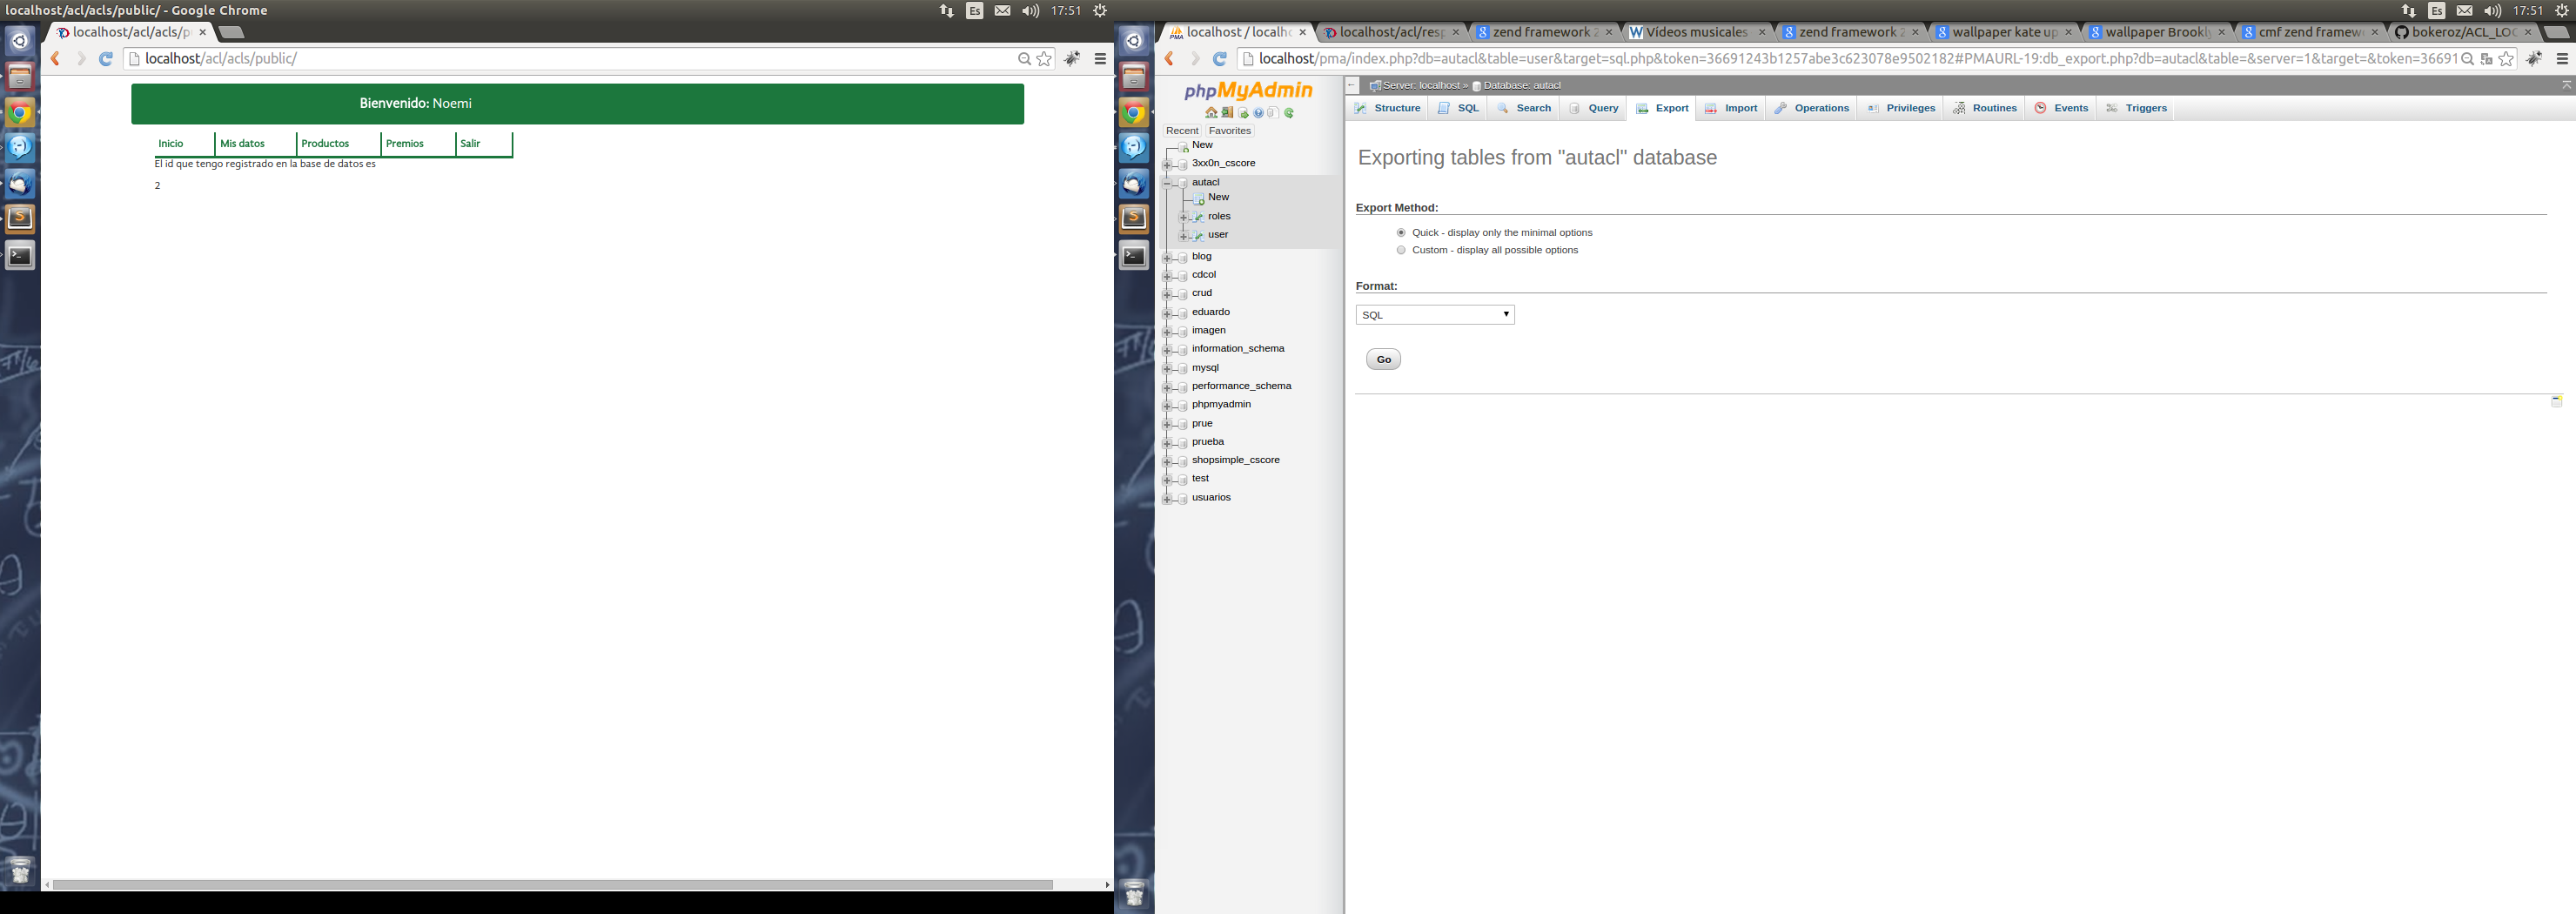 localhost/acl/acls/public/ - Google Chrome
Es
17:51
localhost/acl/acls/p
localhost/acl/acls/public/
Bienvenido: Noemi
Inicio
Mis datos
Productos
Premios
Salir
El id que tengo registrado en la base de datos es
2
Es
17:51
localhost / localho
localhost/acl/resp
zend framework 2
Vídeos musicales
zend framework 2
wallpaper kate up
wallpaper Brookly
cmf zend framewo
bokeroz/ACL_LOG
localhost/pma/index.php?db=autacl&table=user&target=sql.php&token=36691243b1257abe3c623078e9502182#PMAURL-19:db_export.php?db=autacl&table=&server=1&target=&token=36691
phpMyAdmin
Recent
Favorites
New
3xx0n_cscore
autacl
New
roles
user
blog
cdcol
crud
eduardo
imagen
information_schema
mysql
performance_schema
phpmyadmin
prue
prueba
shopsimple_cscore
test
usuarios
Server: localhost » Database: autacl
Structure
SQL
Search
Query
Export
Import
Operations
Privileges
Routines
Events
Triggers
Exporting tables from "autacl" database
Export Method:
Quick - display only the minimal options
Custom - display all possible options
Format:
SQL
Go